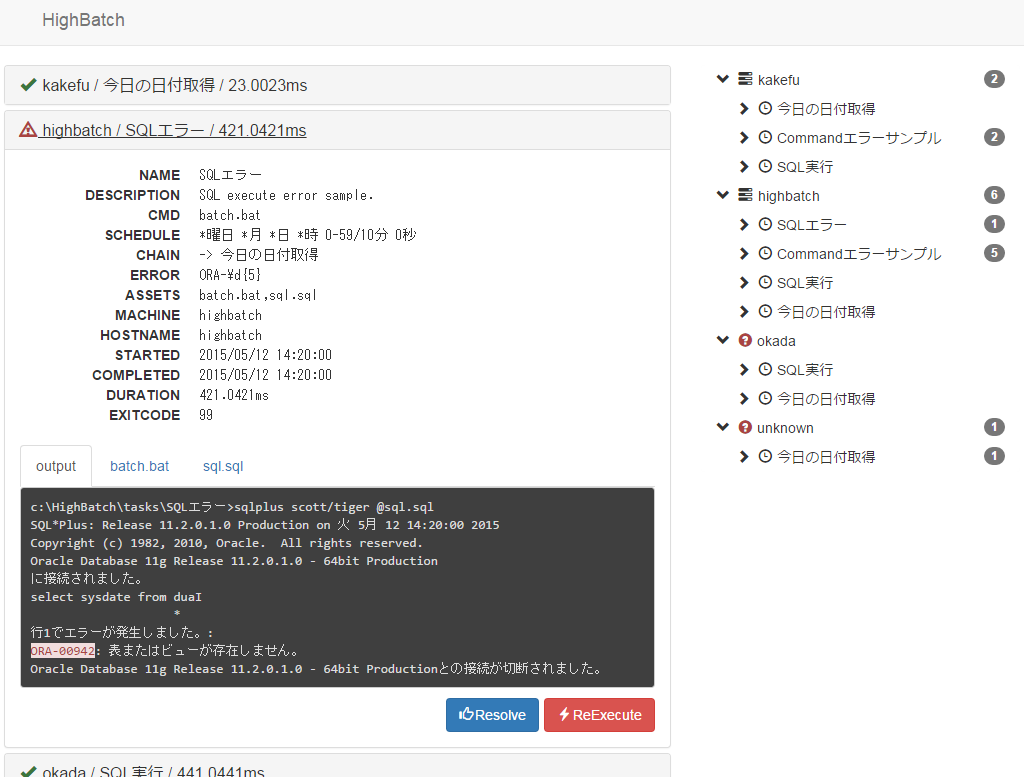 HighBatch
kakefu / 今日の日付取得 / 23.0023ms
highbatch / SQLエラー / 421.0421ms
NAME SQLエラー
DESCRIPTION SQL execute error sample.
CMD batch.bat
SCHEDULE *曜日 *月 *日 *時 0-59/10分 0秒
CHAIN -> 今日の日付取得
ERROR ORA-¥d{5}
ASSETS batch.bat,sql.sql
MACHINE highbatch
HOSTNAME highbatch
STARTED 2015/05/12 14:20:00
COMPLETED 2015/05/12 14:20:00
DURATION 421.0421ms
EXITCODE 99
output batch.bat sql.sql
c:\HighBatch\tasks\SQLエラー>sqlplus scott/tiger @sql.sql
SQL*Plus: Release 11.2.0.1.0 Production on 火 5月 12 14:20:00 2015
Copyright (c) 1982, 2010, Oracle.  All rights reserved.
Oracle Database 11g Release 11.2.0.1.0 - 64bit Production
に接続されました。
select sysdate from duaI
*
行1でエラーが発生しました。:
ORA-00942: 表またはビューが存在しません。
Oracle Database 11g Release 11.2.0.1.0 - 64bit Productionとの接続が切断されました。
Resolve ReExecute
okada / SQL実行 / 441.0441ms
kakefu 2
今日の日付取得
Commandエラーサンプル 2
SQL実行
highbatch 6
SQLエラー 1
Commandエラーサンプル 5
SQL実行
今日の日付取得
okada
SQL実行
今日の日付取得
unknown 1
今日の日付取得 1